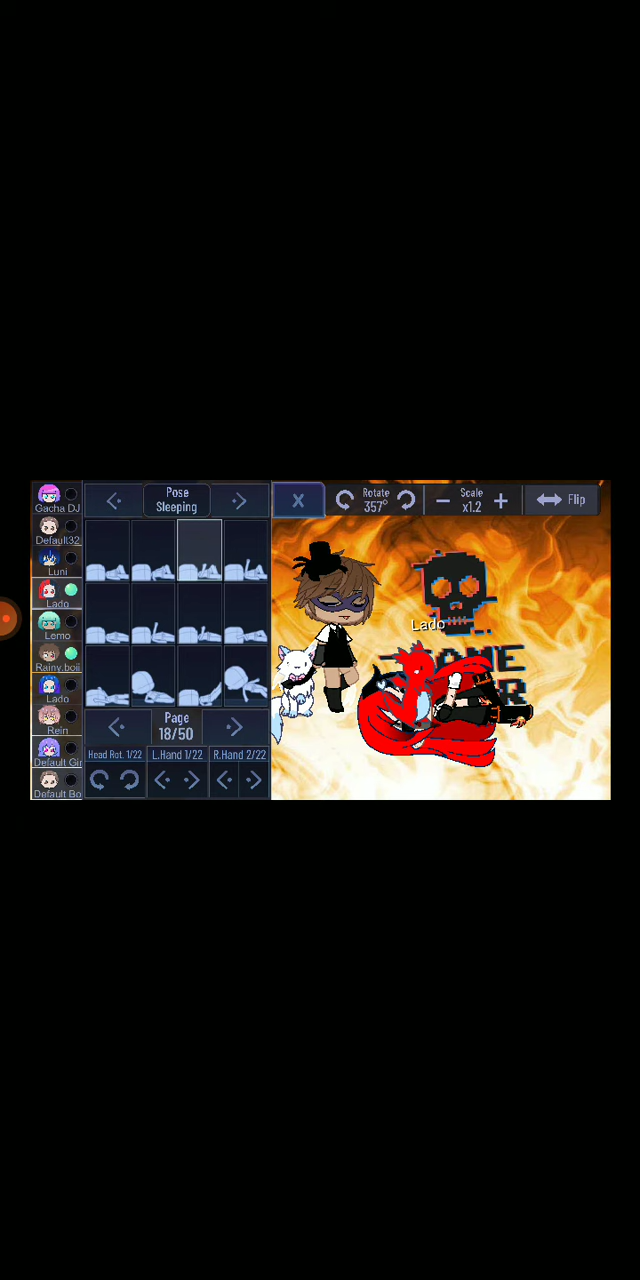 Gacha DJ
Default32
Luni
Lado
Lemo
Rainy.boii
Lado
Rein
Default Gir
Default Bo
Pose
Sleeping
Page
18/50
Head Rot. 1/22
L.Hand 1/22
R.Hand 2/22
X
Rotate
357°
Scale
x1.2
Flip
Lado